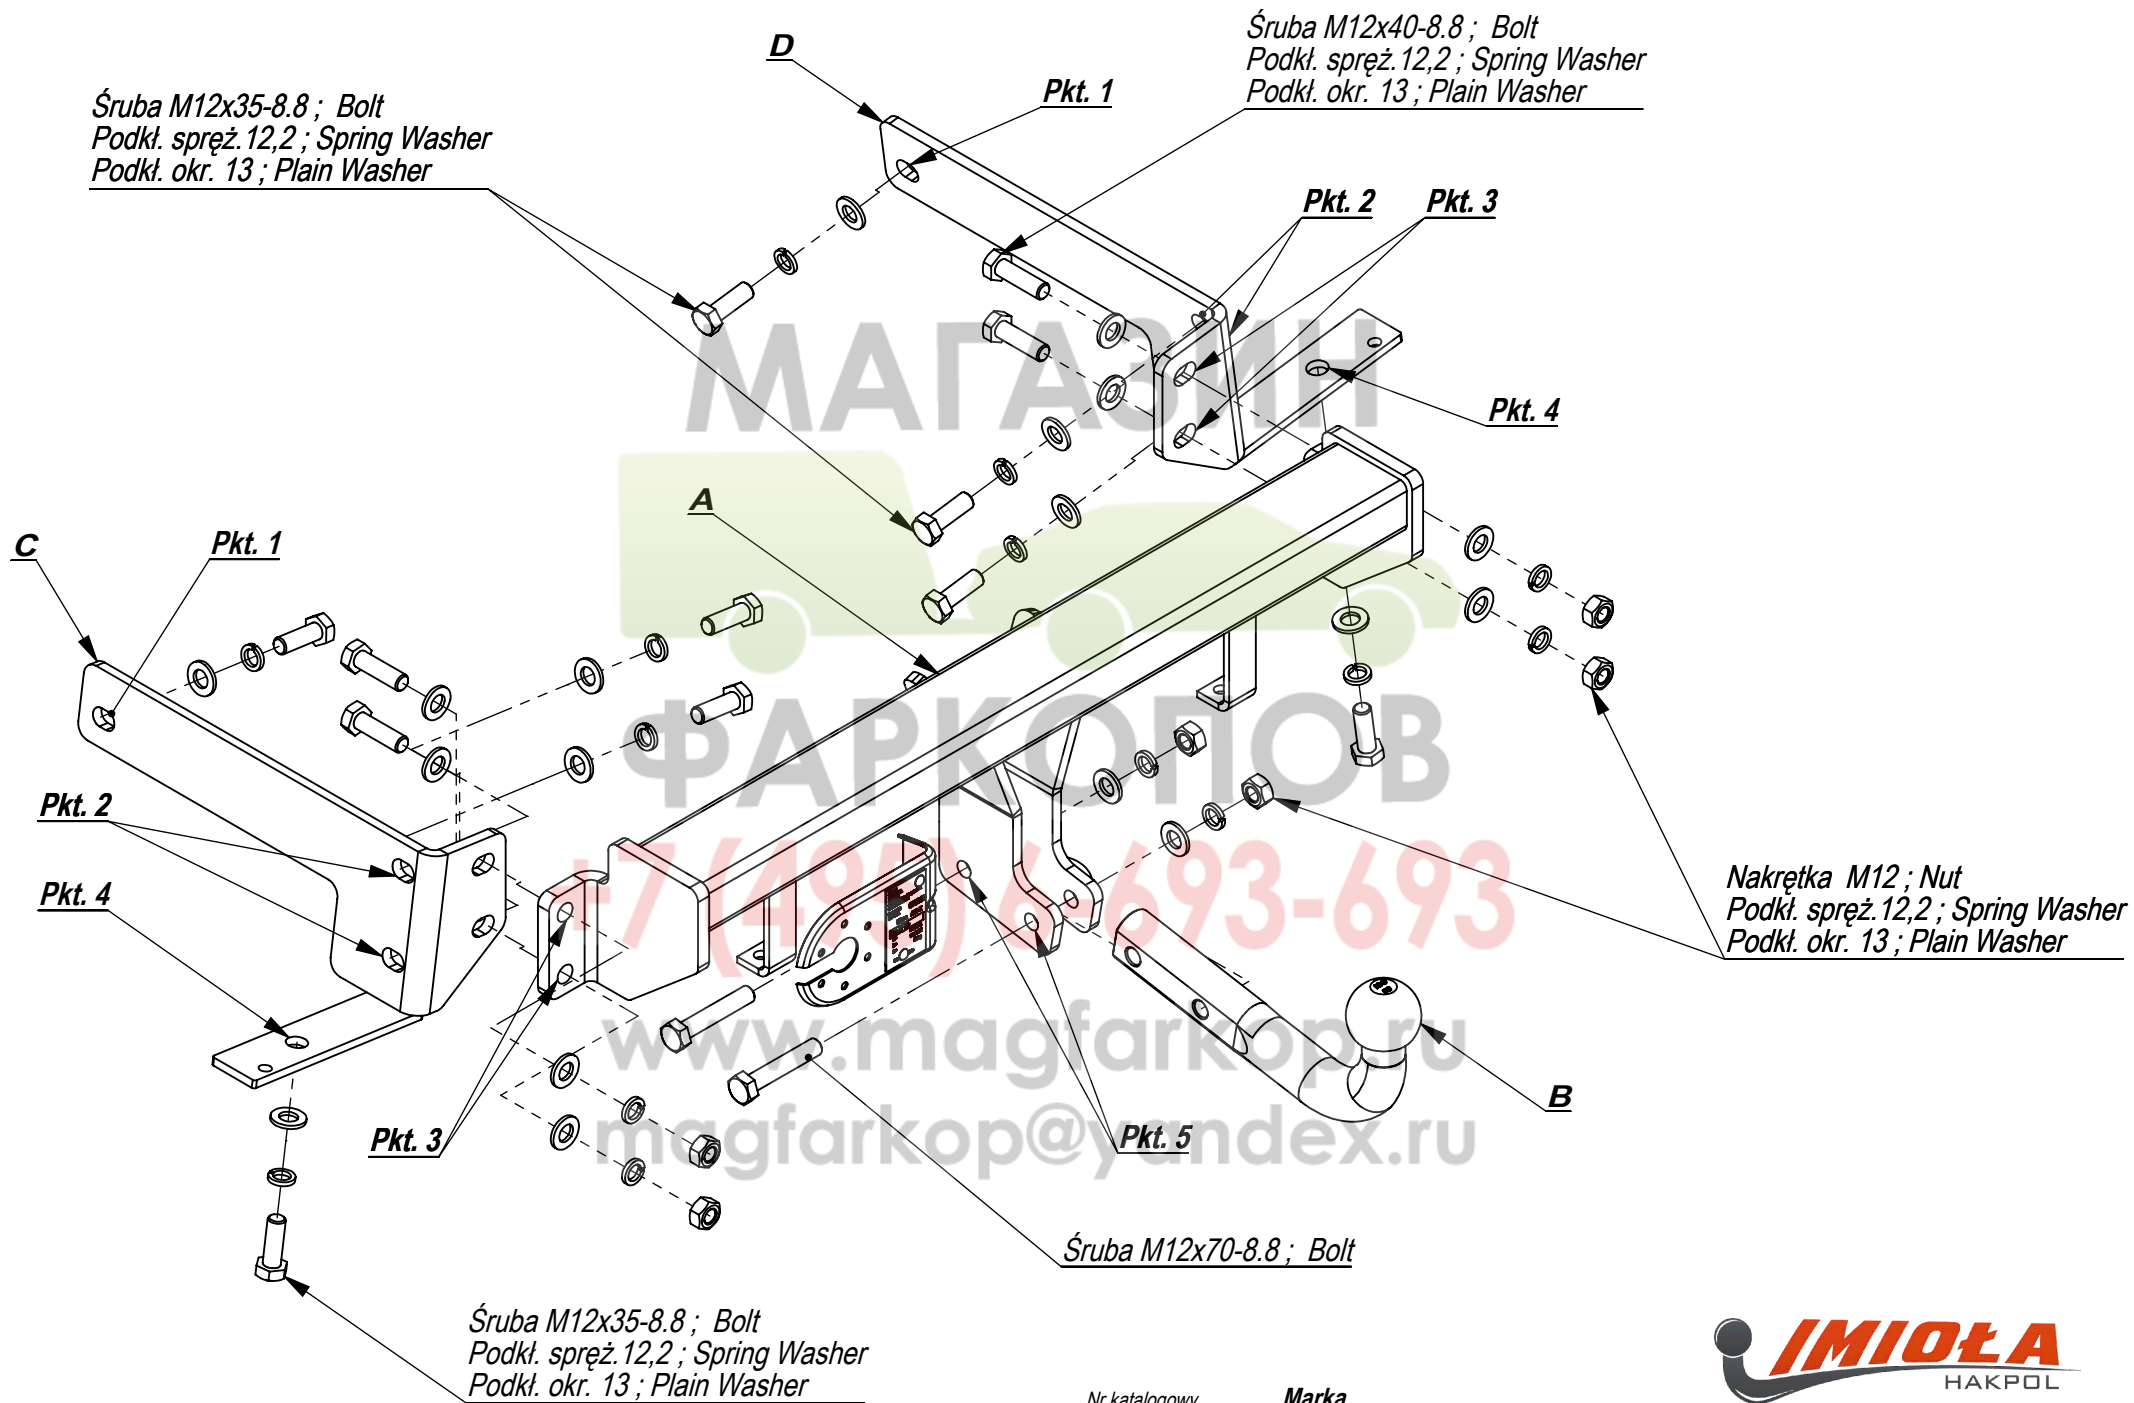 D
Śruba M12x40-8.8 ; Bolt
Podkł. spręż.12,2 ; Spring Washer
Podkł. okr. 13 ; Plain Washer
Pkt. 1
Śruba M12x35-8.8 ; Bolt
Podkł. spręż.12,2 ; Spring Washer
Podkł. okr. 13 ; Plain Washer
Pkt. 2
Pkt. 3
МАГАЗИН
Pkt. 4
A
C
Pkt. 1
ФАРКОПОВ
Pkt. 2
Pkt. 4
+7 (495) 6-693-693
Nakrętka M12 ; Nut
Podkł. spręż.12,2 ; Spring Washer
Podkł. okr. 13 ; Plain Washer
www.magfarkop.ru
B
magfarkop@yandex.ru
Pkt. 3
Pkt. 5
Śruba M12x70-8.8 ; Bolt
Śruba M12x35-8.8 ; Bolt
Podkł. spręż.12,2 ; Spring Washer
Podkł. okr. 13 ; Plain Washer
IMIOŁA
HAKPOL
Nr katalogowy
Marka